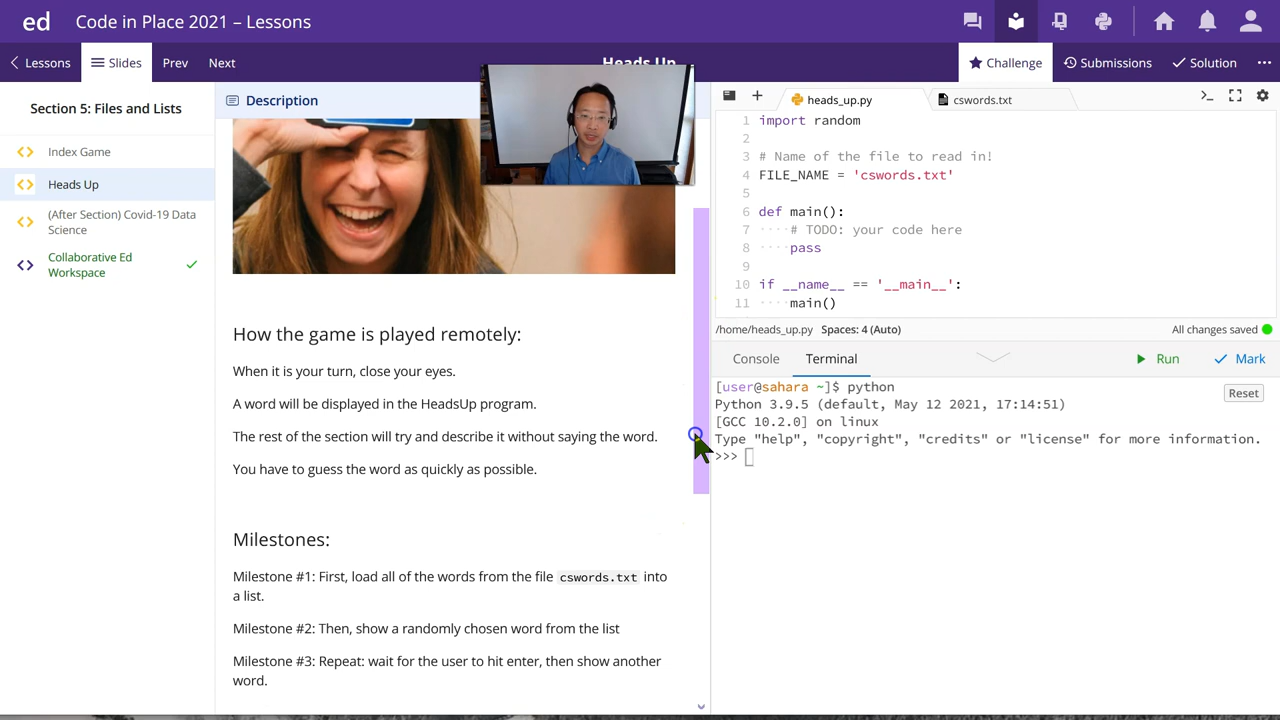 ed
Code in Place 2021 – Lessons
Lessons
Slides
Prev
Next
Heads Up
Challenge
Submissions
Solution
Section 5: Files and Lists
Index Game
Heads Up
(After Section) Covid-19 Data
Science
Collaborative Ed
Workspace
Description
How the game is played remotely:
When it is your turn, close your eyes.
A word will be displayed in the HeadsUp program.
The rest of the section will try and describe it without saying the word.
You have to guess the word as quickly as possible.
Milestones:
Milestone #1: First, load all of the words from the file cswords.txt into
a list.
Milestone #2: Then, show a randomly chosen word from the list
Milestone #3: Repeat: wait for the user to hit enter, then show another
word.
heads_up.py
cswords.txt
1 import random
2
3 # Name of the file to read in!
4 FILE_NAME = 'cswords.txt'
5
6 def main():
7 # TODO: your code here
8 pass
9
10 if __name__ == '__main__':
11 main()
/home/heads_up.py Spaces: 4 (Auto)
All changes saved
Console
Terminal
Run
Mark
[user@sahara ~]$ python
Reset
Python 3.9.5 (default, May 12 2021, 17:14:51)
[GCC 10.2.0] on linux
Type "help", "copyright", "credits" or "license" for more information.
>>>